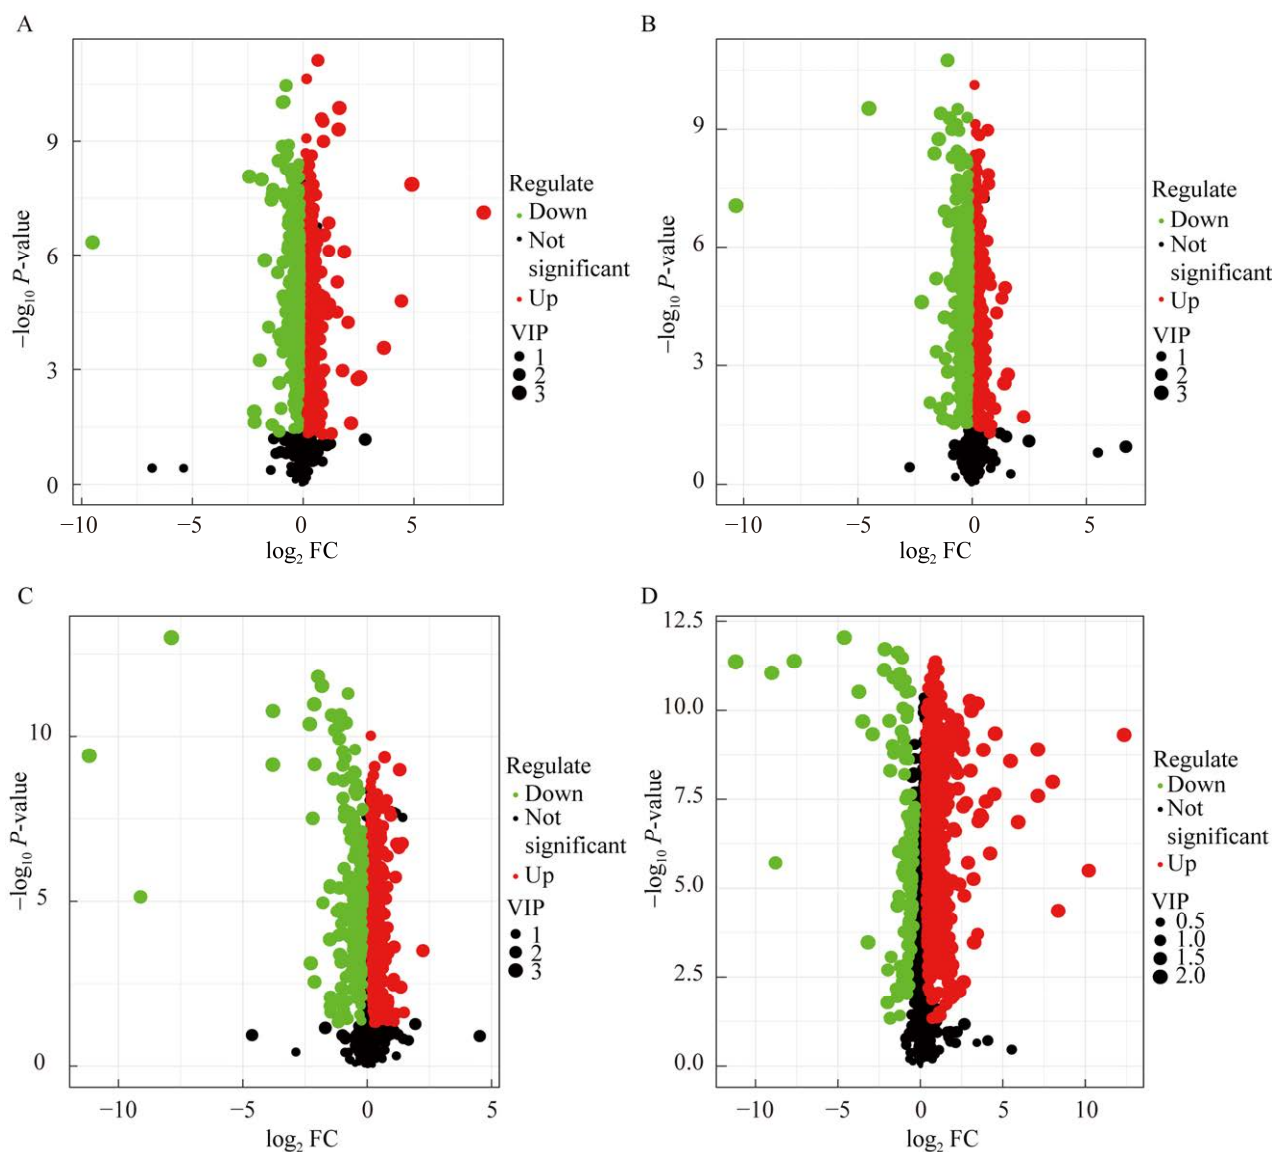 A
9
6
3
0
−10
−5
0
5
−log10 P-value
log2 FC
Regulate
Down
Not
significant
Up
VIP
1
2
3
B
9
6
3
0
−10
−5
0
5
−log10 P-value
log2 FC
Regulate
Down
Not
significant
Up
VIP
1
2
3
C
10
5
0
−10
−5
0
5
−log10 P-value
log2 FC
Regulate
Down
Not
significant
Up
VIP
1
2
3
D
12.5
10.0
7.5
5.0
2.5
0.0
−10
−5
0
5
10
−log10 P-value
log2 FC
Regulate
Down
Not
significant
Up
VIP
0.5
1.0
1.5
2.0